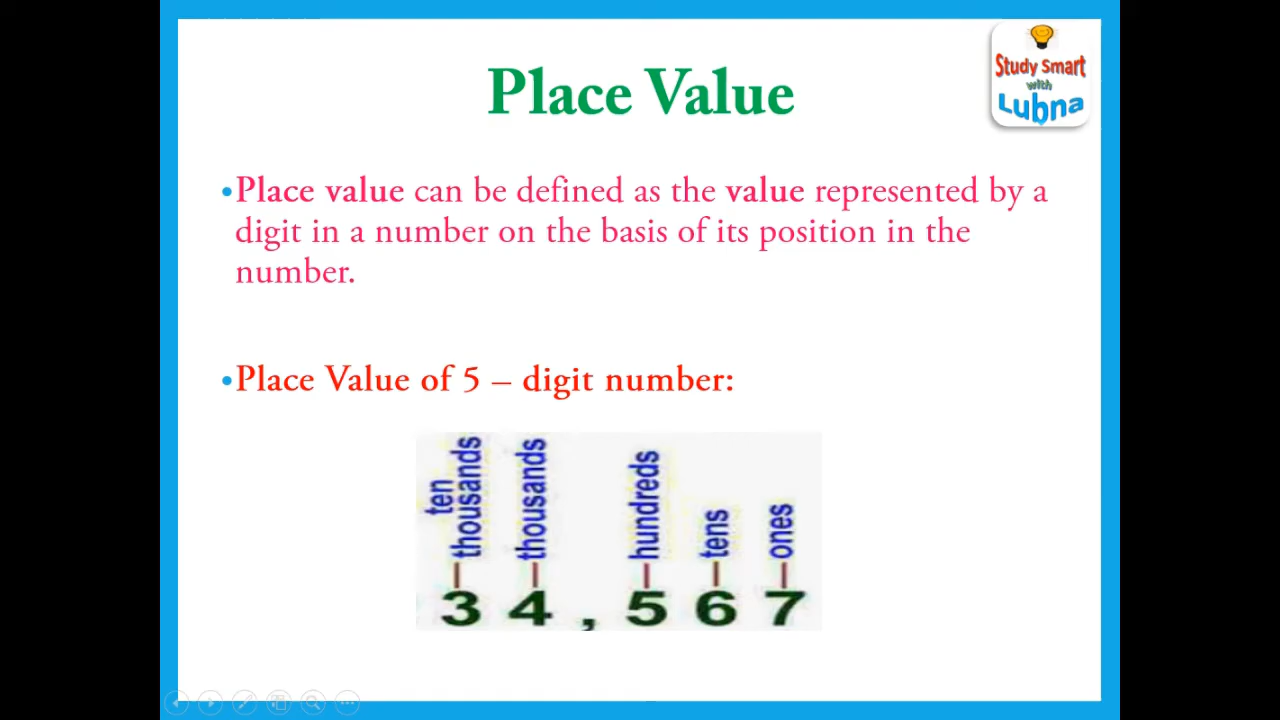 Place Value
Study Smart
with
Lubna
•Place value can be defined as the value represented by a
digit in a number on the basis of its position in the
number.
•Place Value of 5 – digit number:
ten
thousands
thousands
hundreds
tens
ones
3 4 , 5 6 7